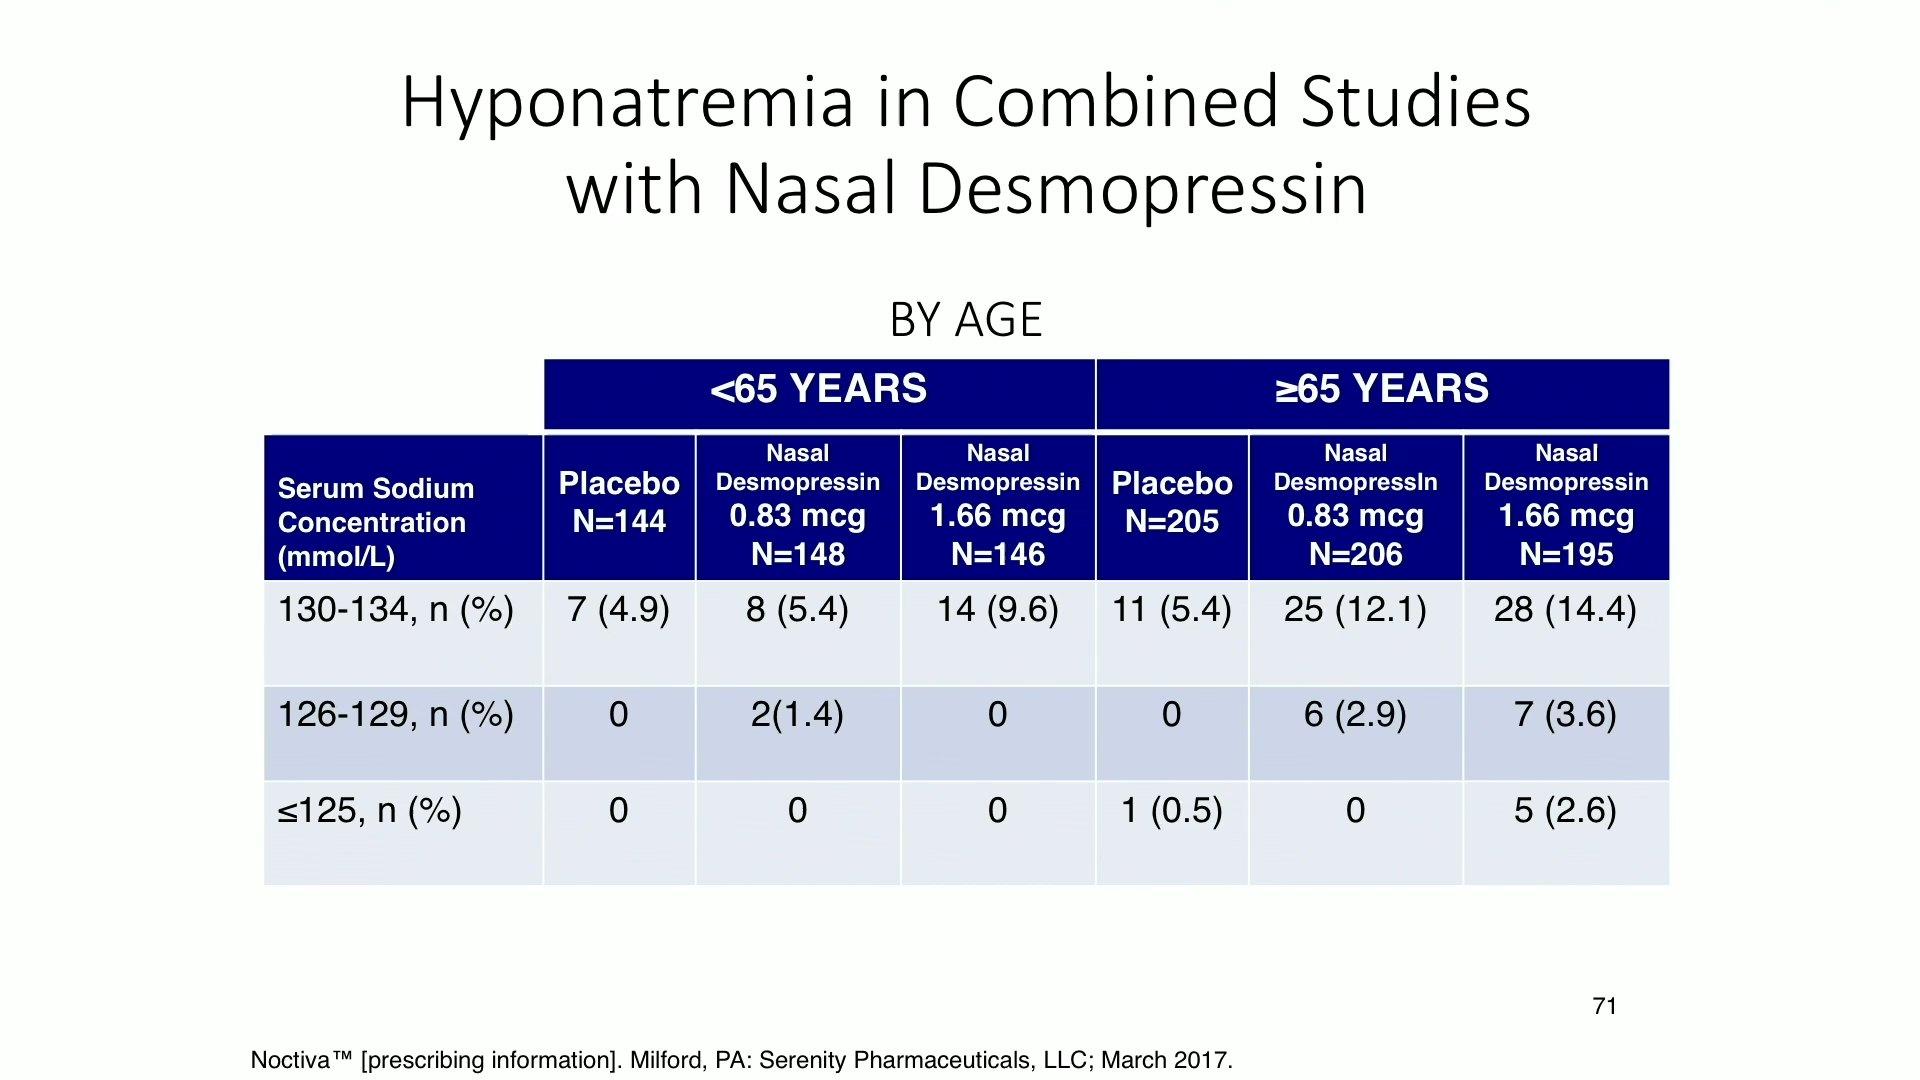 Hyponatremia in Combined Studies
with Nasal Desmopressin
BY AGE
<65 YEARS ≥65 YEARS
Serum Sodium Concentration (mmol/L) Placebo N=144 Nasal Desmopressin 0.83 mcg N=148 Nasal Desmopressin 1.66 mcg N=146 Placebo N=205 Nasal DesmopressIn 0.83 mcg N=206 Nasal Desmopressin 1.66 mcg N=195
130-134, n (%) 7 (4.9) 8 (5.4) 14 (9.6) 11 (5.4) 25 (12.1) 28 (14.4)
126-129, n (%) 0 2(1.4) 0 0 6 (2.9) 7 (3.6)
≤125, n (%) 0 0 0 1 (0.5) 0 5 (2.6)
71
Noctiva™ [prescribing information]. Milford, PA: Serenity Pharmaceuticals, LLC; March 2017.